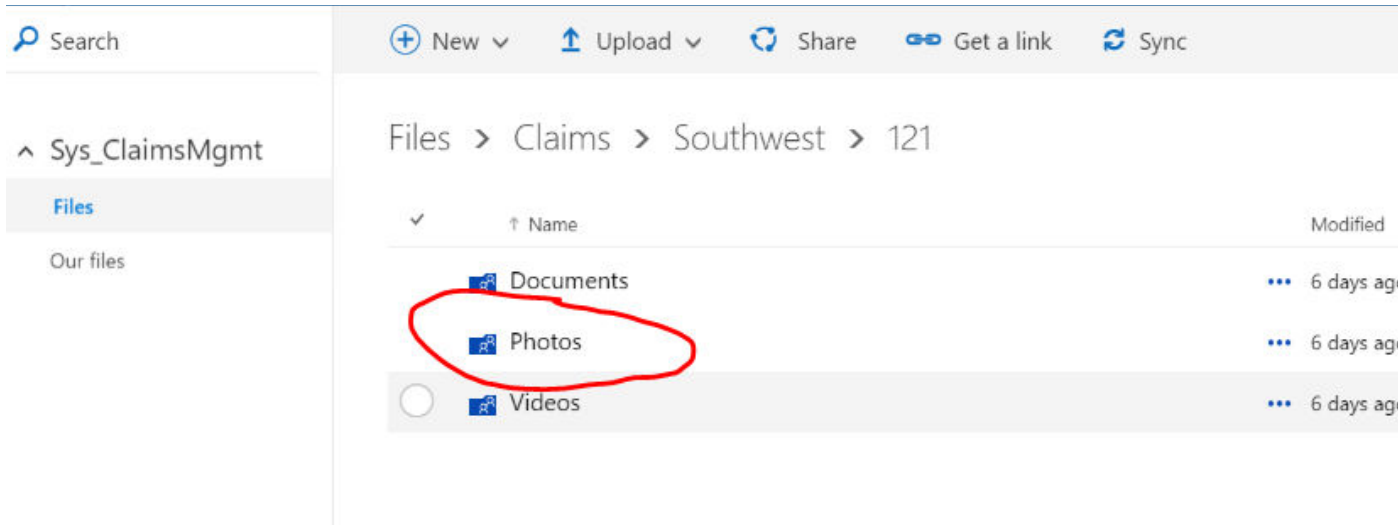 Search
New
Upload
Share
Get a link
Sync
Sys_ClaimsMgmt
Files
Our files
Files > Claims > Southwest > 121
Name Modified
Documents ••• 6 days ago
Photos ••• 6 days ago
Videos ••• 6 days ago